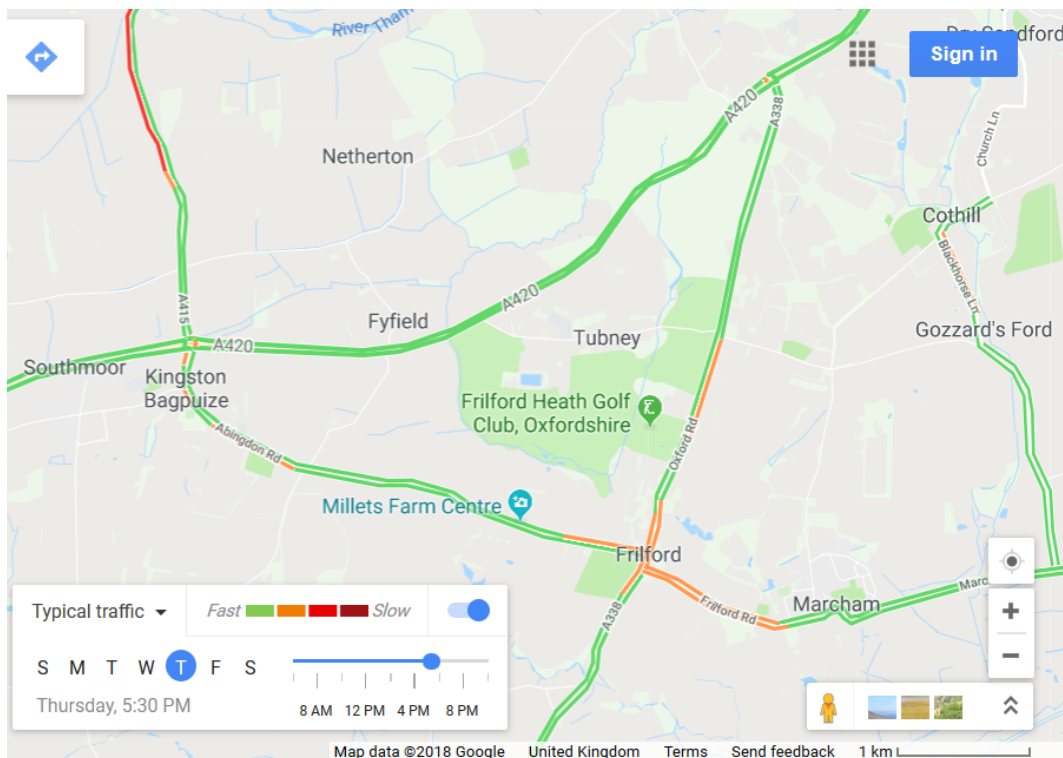 River Tham
Dry Sandford
Sign in
A420
A338
Church Ln
Netherton
Cothill
Blackhorse Ln
A415
A420
Fyfield
Tubney
Gozzard's Ford
A420
Southmoor
Kingston
Bagpuize
Frilford Heath Golf
Club, Oxfordshire
Oxford Rd
Abingdon Rd
Millets Farm Centre
Frilford
Marc
Frilford Rd
Marcham
A338
Typical traffic
Fast
Slow
S M T W T F S
Thursday, 5:30 PM
8 AM 12 PM 4 PM 8 PM
Map data ©2018 Google United Kingdom Terms Send feedback 1 km